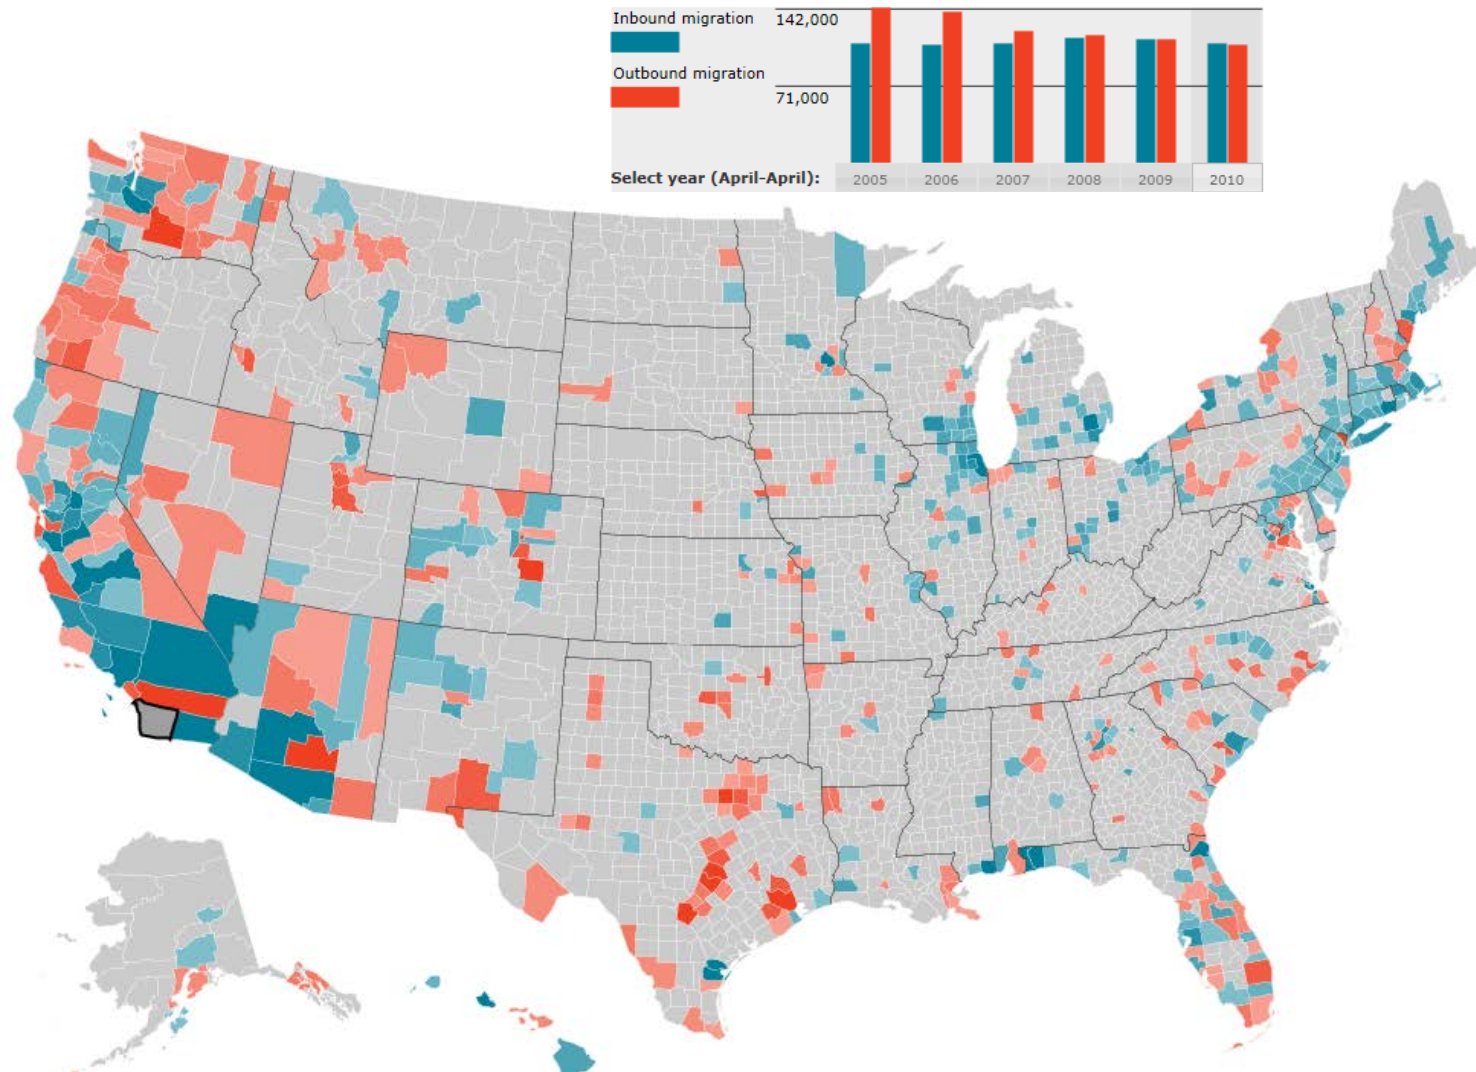 Inbound migration
142,000
Outbound migration
71,000
Select year (April-April): 2005 2006 2007 2008 2009 2010